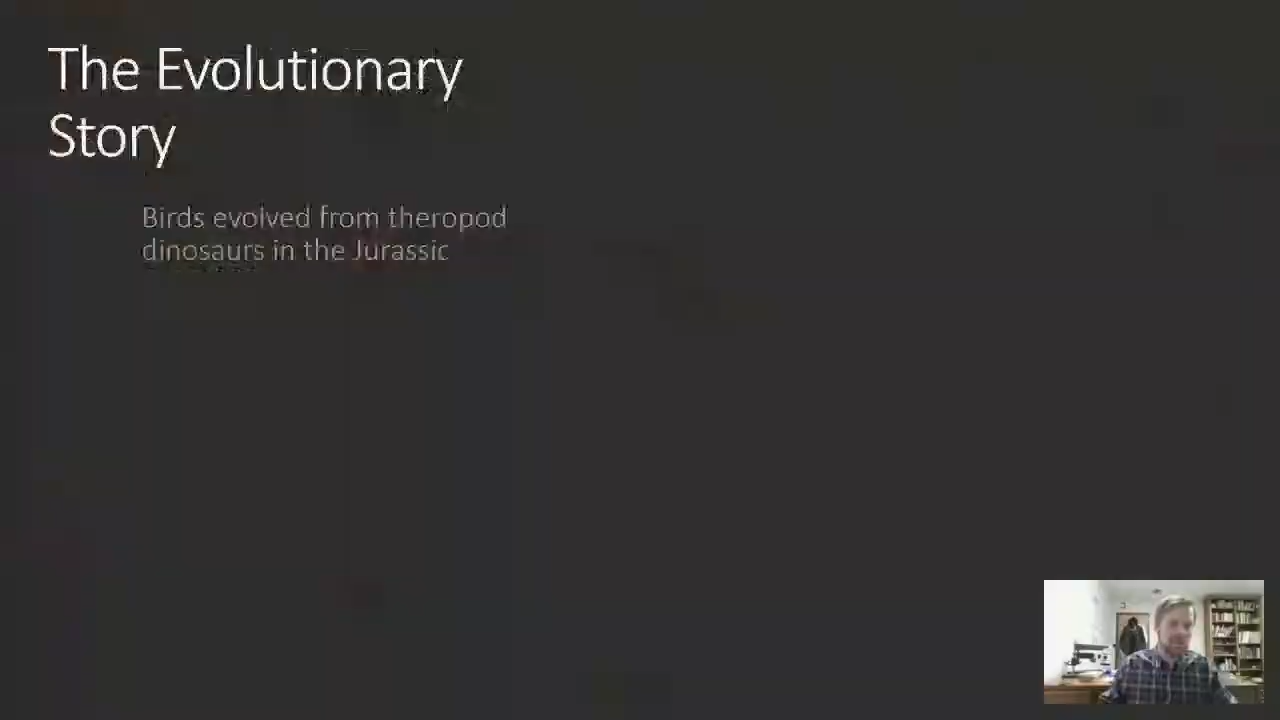 The Evolutionary
Story
Birds evolved from theropod
dinosaurs in the Jurassic